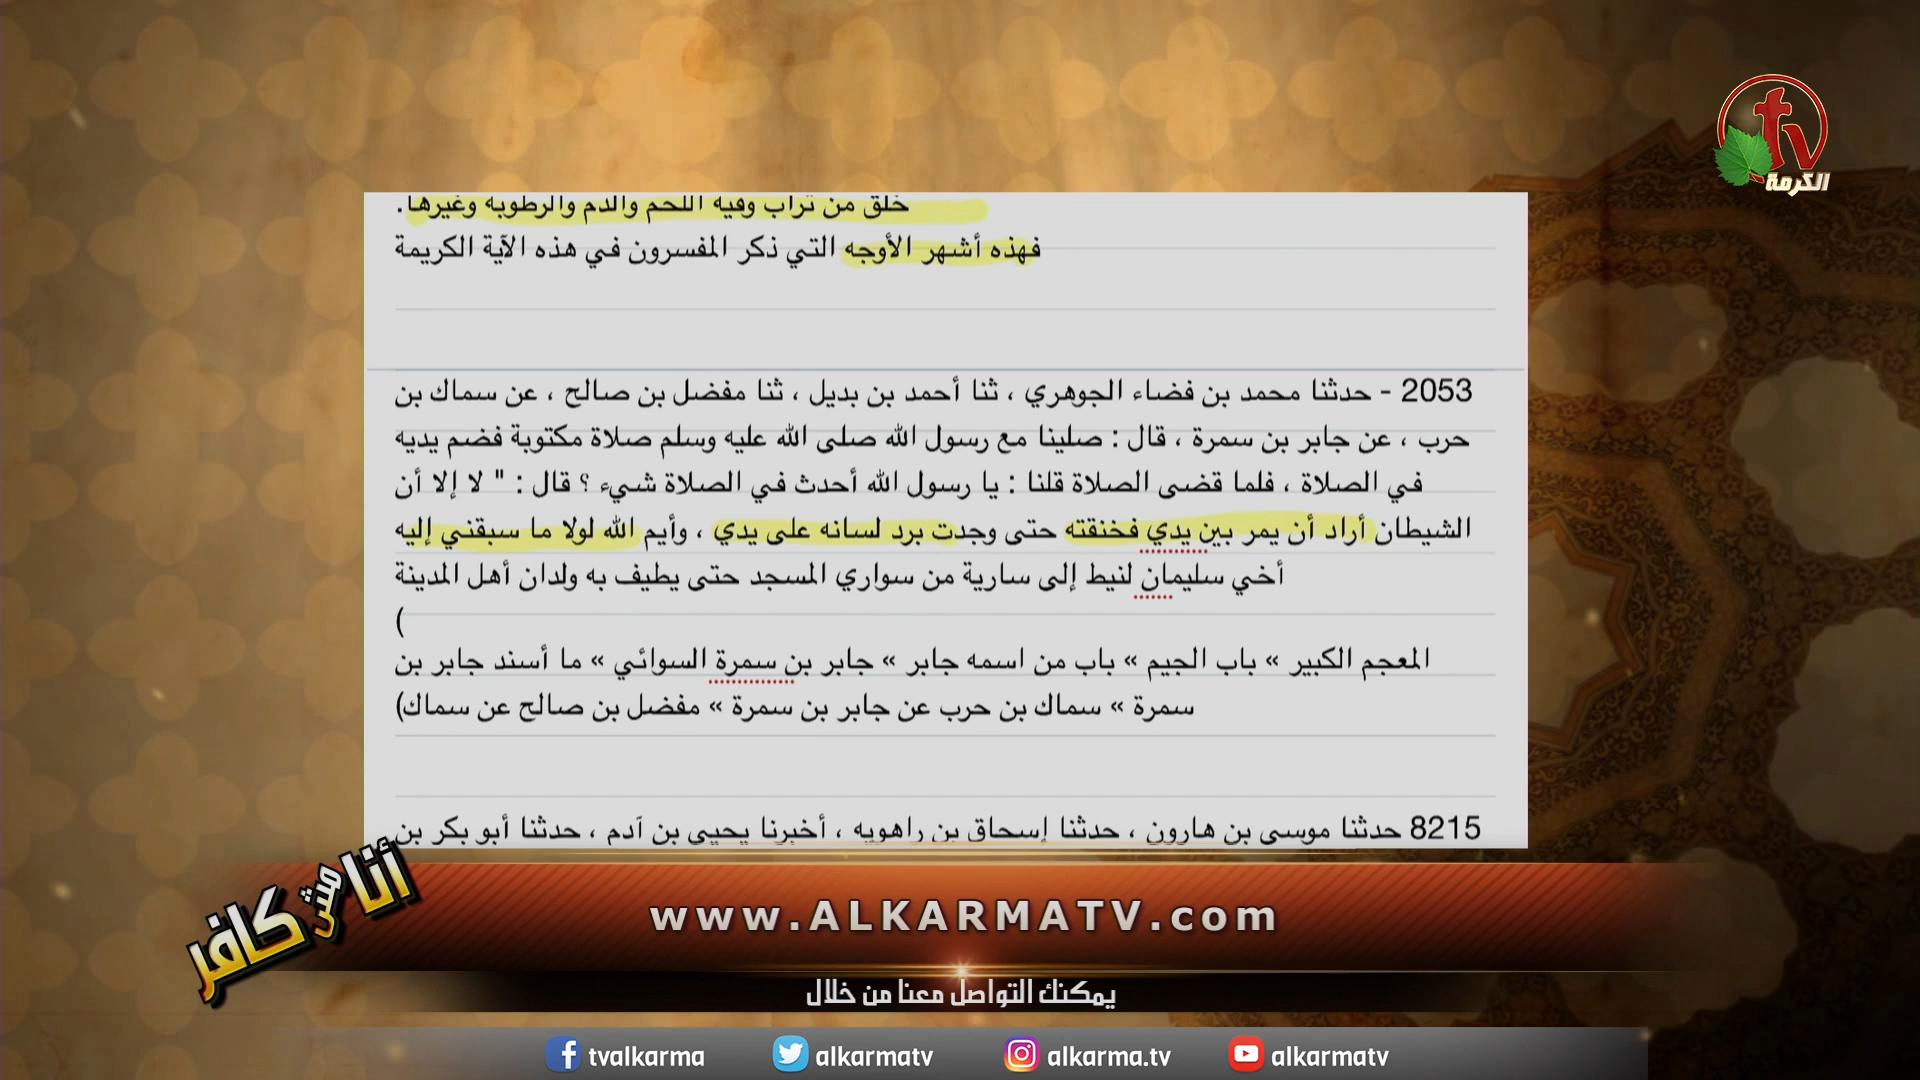 tv
الكرمة
خلق من تراب وفيه اللحم والدم والرطوبة وغيرها.
فهذه أشهر الأوجه التي ذكر المفسرون في هذه الآية الكريمة
2053 - حدثنا محمد بن فضاء الجوهري ، ثنا أحمد بن بديل ، ثنا مفضل بن صالح ، عن سماك بن
حرب ، عن جابر بن سمرة ، قال : صلينا مع رسول الله صلى الله عليه وسلم صلاة مكتوبة فضم يديه
في الصلاة ، فلما قضى الصلاة قلنا : يا رسول الله أحدث في الصلاة شيء ؟ قال : " لا إلا أن
الشيطان أراد أن يمر بين يدي فخنقته حتى وجدت برد لسانه على يدي ، وأيم الله لولا ما سبقني إليه
أخي سليمان لنيط إلى سارية من سواري المسجد حتى يطيف به ولدان أهل المدينة
)
المعجم الكبير » باب الجيم » باب من اسمه جابر » جابر بن سمرة السوائي » ما أسند جابر بن
سمرة » سماك بن حرب عن جابر بن سمرة » مفضل بن صالح عن سماك)
8215 حدثنا موسى بن هارون ، حدثنا إسحاق بن راهويه ، أخبرنا يحيى بن آدم ، حدثنا أبو بكر بن
أنا مش كافر
www.ALKARMATV.com
يمكنك التواصل معنا من خلال
tvalkarma alkarmatv alkarma.tv alkarmatv